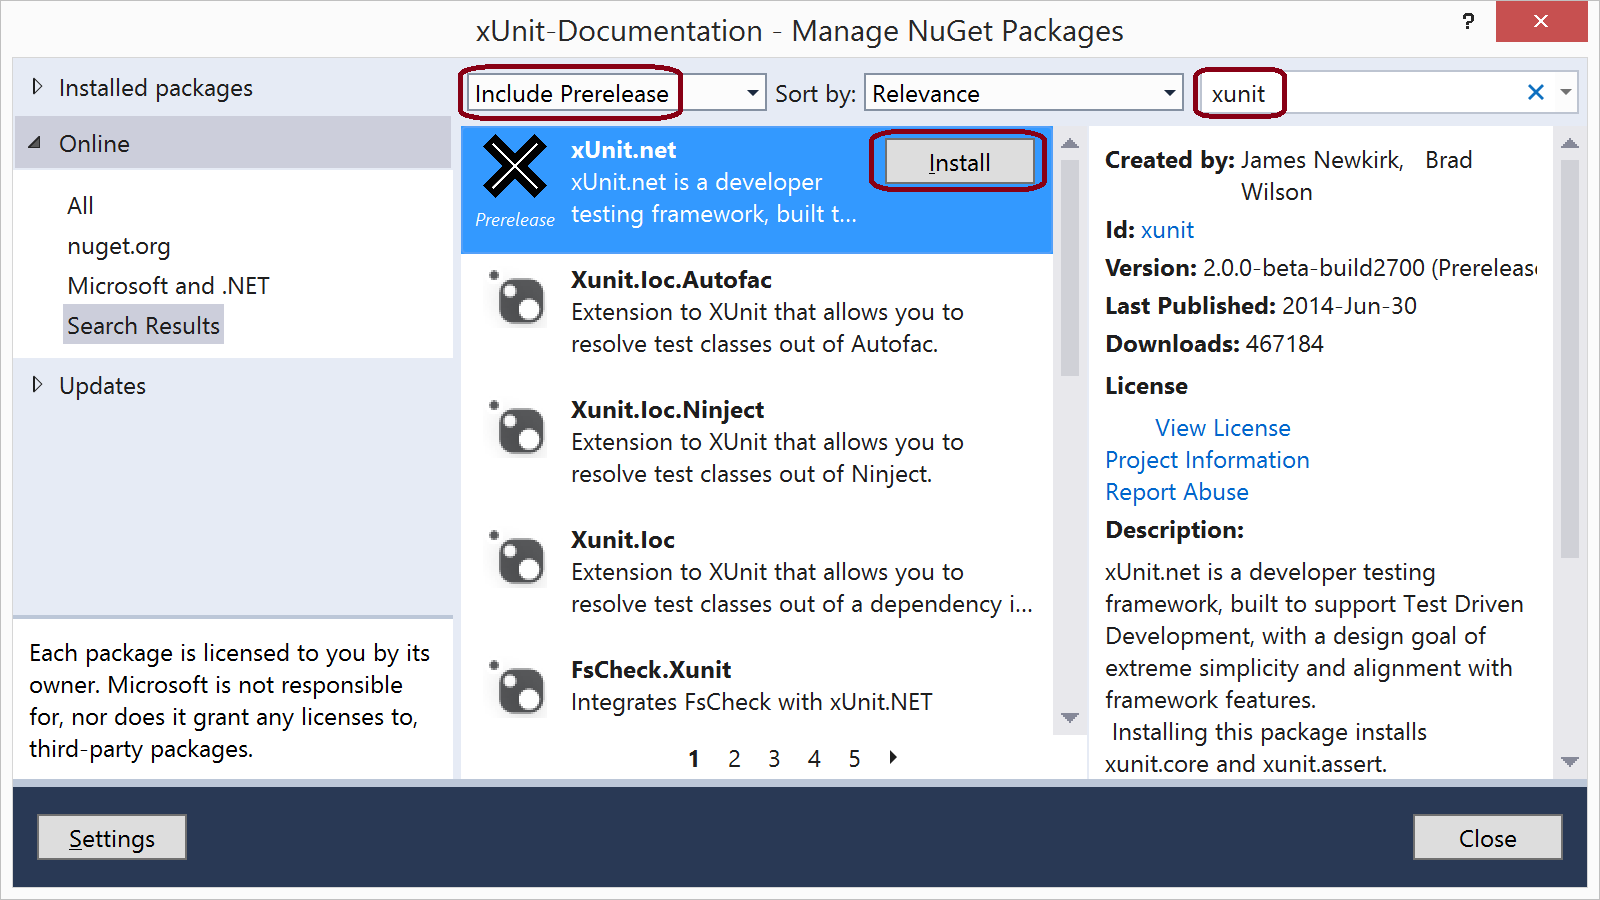 xUnit-Documentation - Manage NuGet Packages
?
Installed packages
Online
All
nuget.org
Microsoft and .NET
Search Results
Updates
Each package is licensed to you by its
owner. Microsoft is not responsible
for, nor does it grant any licenses to,
third-party packages.
Include Prerelease
Sort by: Relevance
xunit
xUnit.net
xUnit.net is a developer
testing framework, built t...
Prerelease
Install
Xunit.Ioc.Autofac
Extension to XUnit that allows you to
resolve test classes out of Autofac.
Xunit.Ioc.Ninject
Extension to XUnit that allows you to
resolve test classes out of Ninject.
Xunit.Ioc
Extension to XUnit that allows you to
resolve test classes out of a dependency i...
FsCheck.Xunit
Integrates FsCheck with xUnit.NET
1 2 3 4 5
Created by: James Newkirk, Brad
Wilson
Id: xunit
Version: 2.0.0-beta-build2700 (Prerelease
Last Published: 2014-Jun-30
Downloads: 467184
License
View License
Project Information
Report Abuse
Description:
xUnit.net is a developer testing
framework, built to support Test Driven
Development, with a design goal of
extreme simplicity and alignment with
framework features.
Installing this package installs
xunit.core and xunit.assert.
Settings
Close